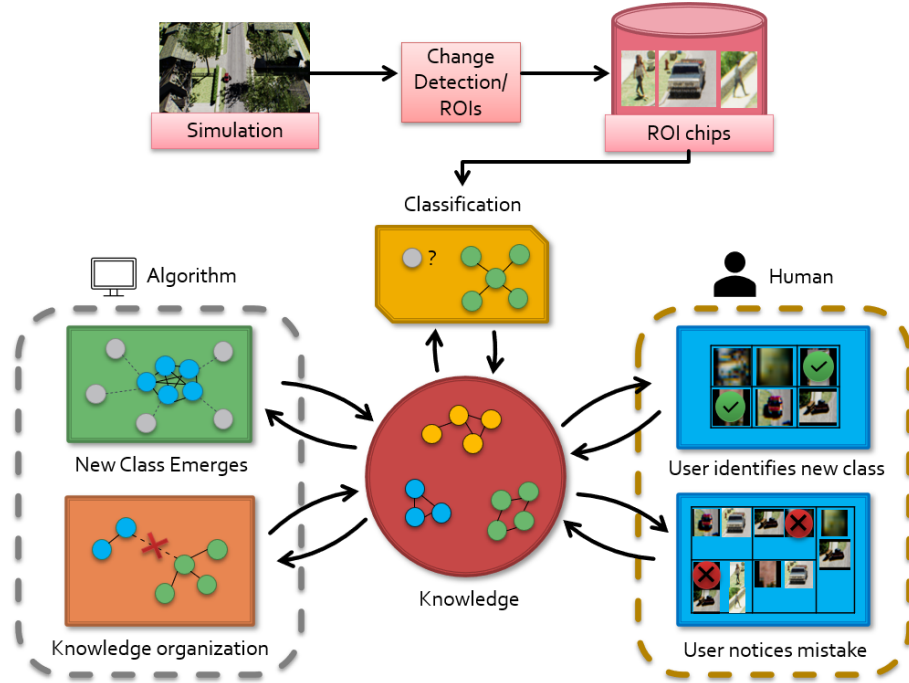 Simulation
Change
Detection/
ROIs
ROI chips
Classification
?
Algorithm
Human
New Class Emerges
User identifies new class
Knowledge
Knowledge organization
User notices mistake